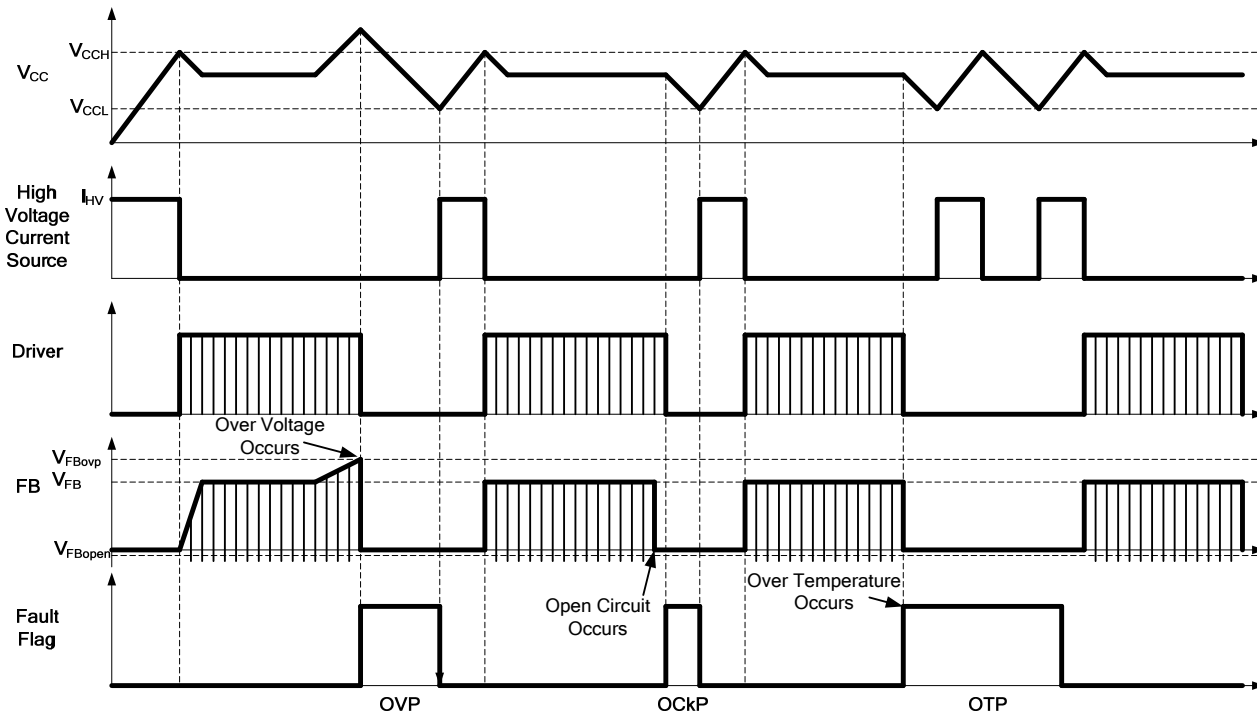 VCCH
VCC
VCCL
High
Voltage
Current
Source
IHV
Driver
Over Voltage
Occurs
VFBovp
FB
VFB
VFBopen
Open Circuit
Occurs
Over Temperature
Occurs
Fault
Flag
OVP
OCkP
OTP